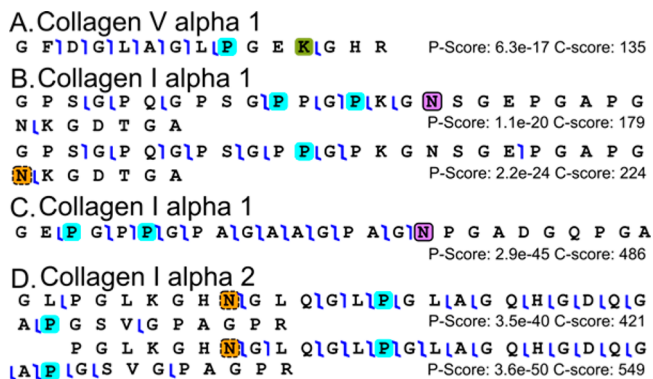 A. Collagen V alpha 1
G F D G L A G L P G E K G H R P-Score: 6.3e-17 C-score: 135
B. Collagen I alpha 1
G P S G P Q G P S G P P G P K G N S G E P G A P G
N K G D T G A P-Score: 1.1e-20 C-score: 179
G P S G P Q G P S G P P G P K G N S G E P G A P G
N K G D T G A P-Score: 2.2e-24 C-score: 224
C. Collagen I alpha 1
G E P G P P G P A G A A G P A G N P G A D G Q P G A
P-Score: 2.9e-45 C-score: 486
D. Collagen I alpha 2
G L P G L K G H N G L Q G L P G L A G Q H G D Q G
A P G S V G P A G P R P-Score: 3.5e-40 C-score: 421
P G L K G H N G L Q G L P G L A G Q H G D Q G
A P G S V G P A G P R P-Score: 3.6e-50 C-score: 549